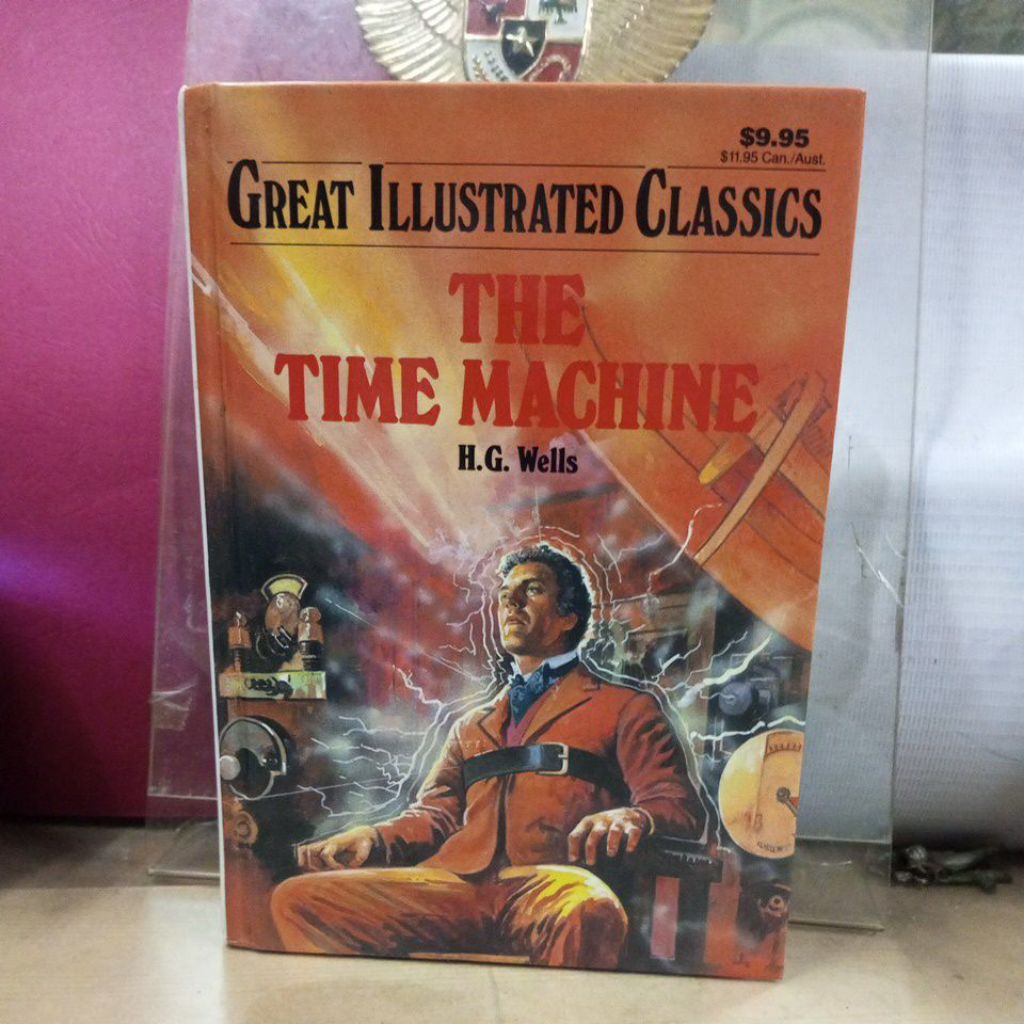 $9.95
$11.95 Can./Aust.
GREAT ILLUSTRATED CLASSICS
THE
TIME MACHINE
H.G. Wells